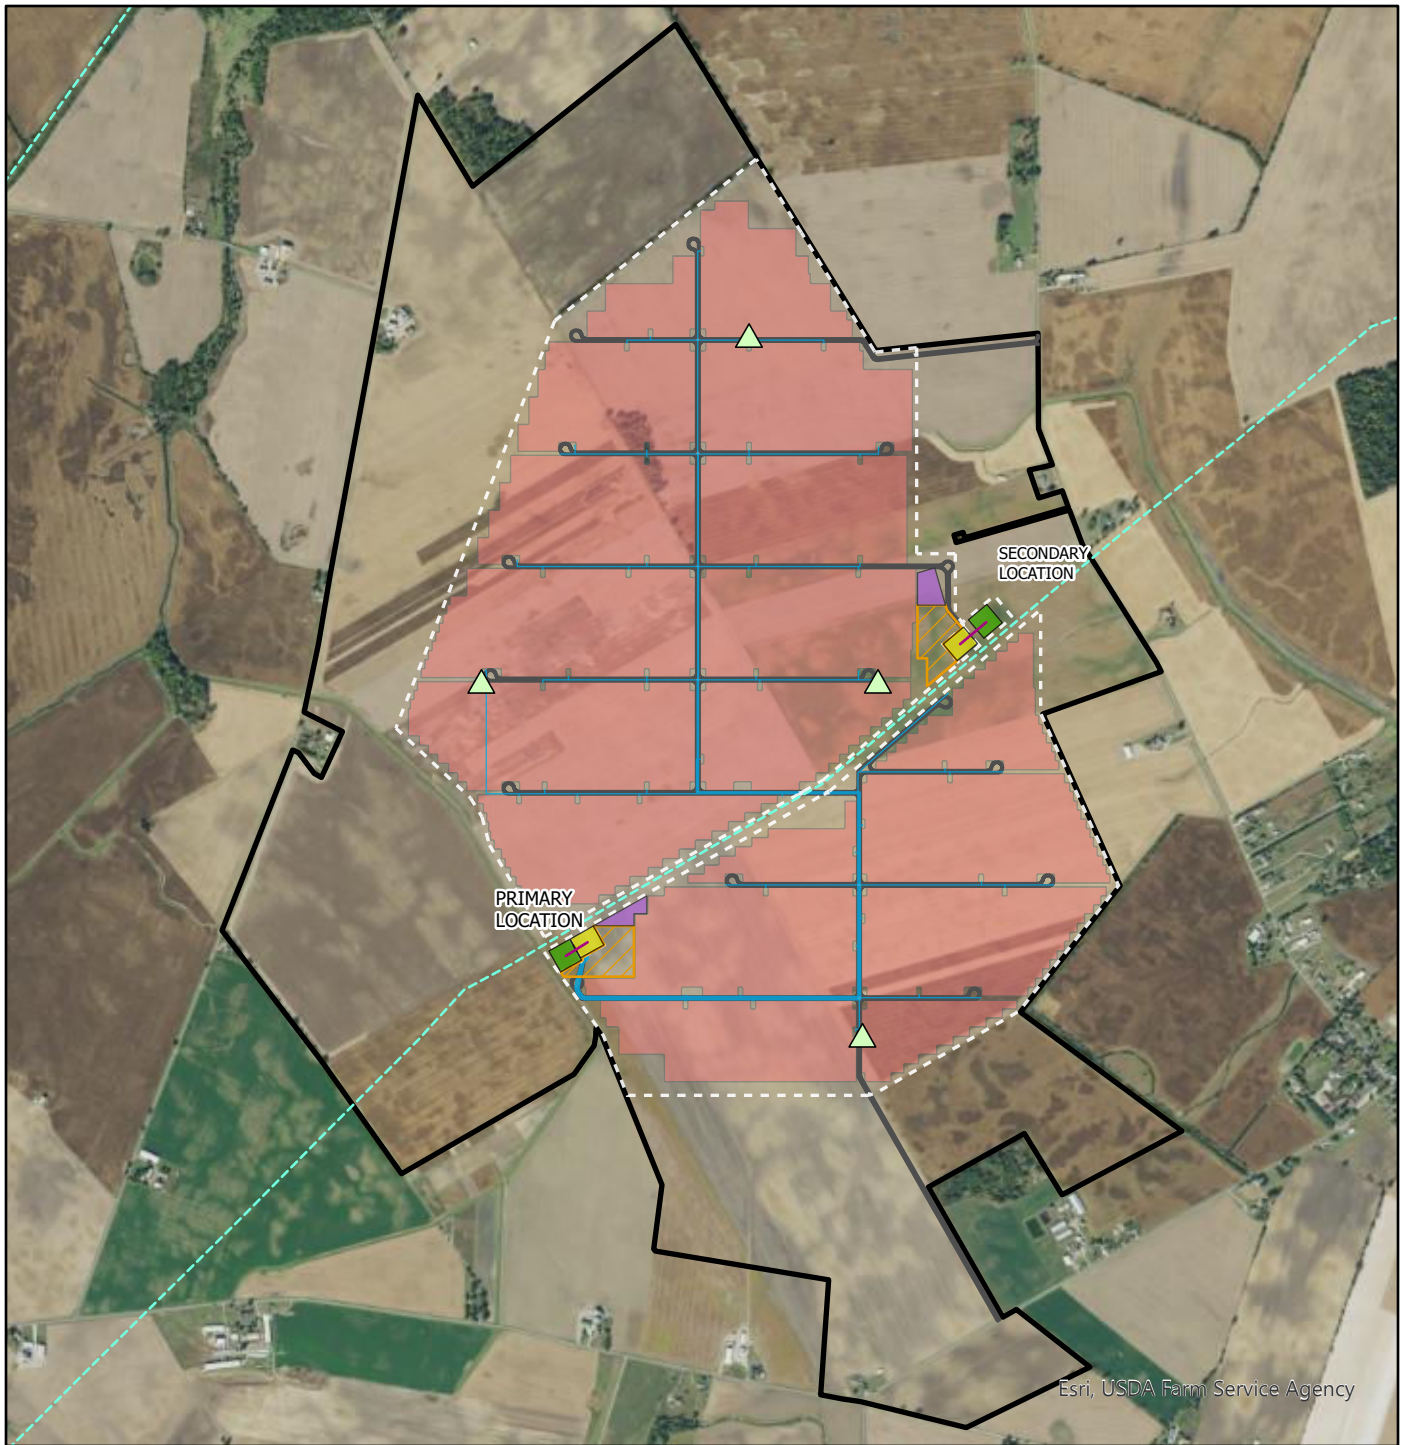 SECONDARY
LOCATION
PRIMARY
LOCATION
Esri, USDA Farm Service Agency